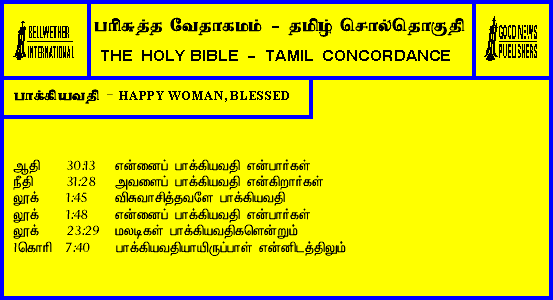 BELLWETHER
INTERNATIONAL
பரிசுத்த வேதாகமம் - தமிழ் சொல்தொகுதி
THE HOLY BIBLE - TAMIL CONCORDANCE
GOOD NEWS
PUBLISHERS
பாக்கியவதி - HAPPY WOMAN, BLESSED
ஆதி 30:13 என்னைப் பாக்கியவதி என்பார்கள்
நீதி 31:28 அவளைப் பாக்கியவதி என்கிறார்கள்
லூக் 1:45 விசுவாசித்தவளே பாக்கியவதி
லூக் 1:48 என்னைப் பாக்கியவதி என்பார்கள்
லூக் 23:29 மலடிகள் பாக்கியவதிகளென்றும்
1கொரி 7:40 பாக்கியவதியாயிருப்பாள் என்னிடத்திலும்